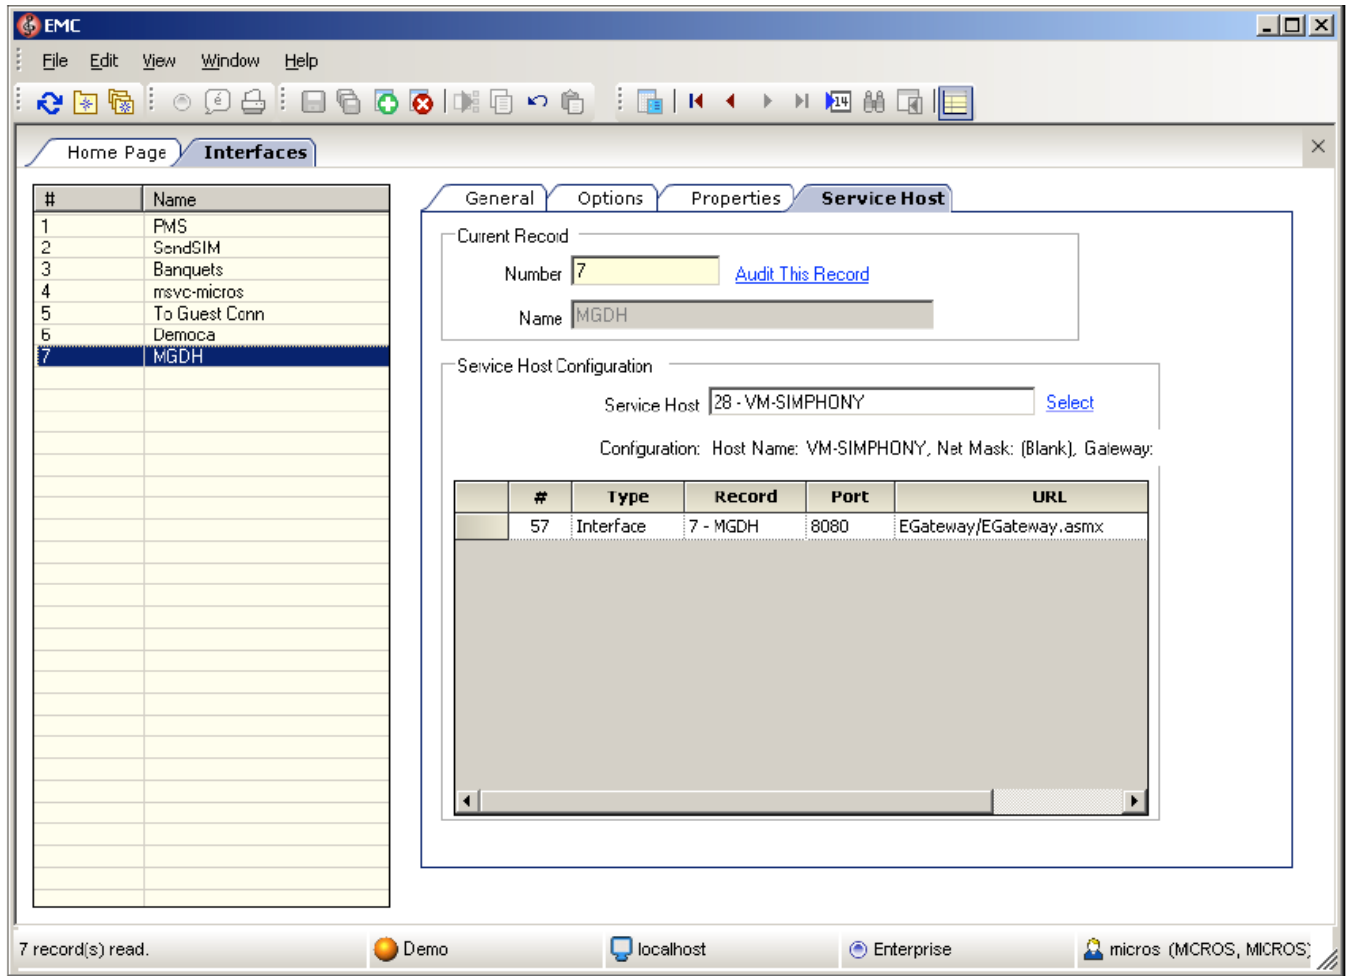 EMC
File Edit View Window Help
14
Home Page Interfaces
# Name
1 PMS
2 SendSIM
3 Banquets
4 msvc-micros
5 To Guest Conn
6 Democa
7 MGDH
General Options Properties Service Host
Current Record
Number 7 Audit This Record
Name MGDH
Service Host Configuration
Service Host 28 - VM-SIMPHONY Select
Configuration: Host Name: VM-SIMPHONY, Net Mask: (Blank), Gateway:
# Type Record Port URL
57 Interface 7 - MGDH 8080 EGateway/EGateway.asmx
7 record(s) read. Demo localhost Enterprise micros (MICROS, MICROS)